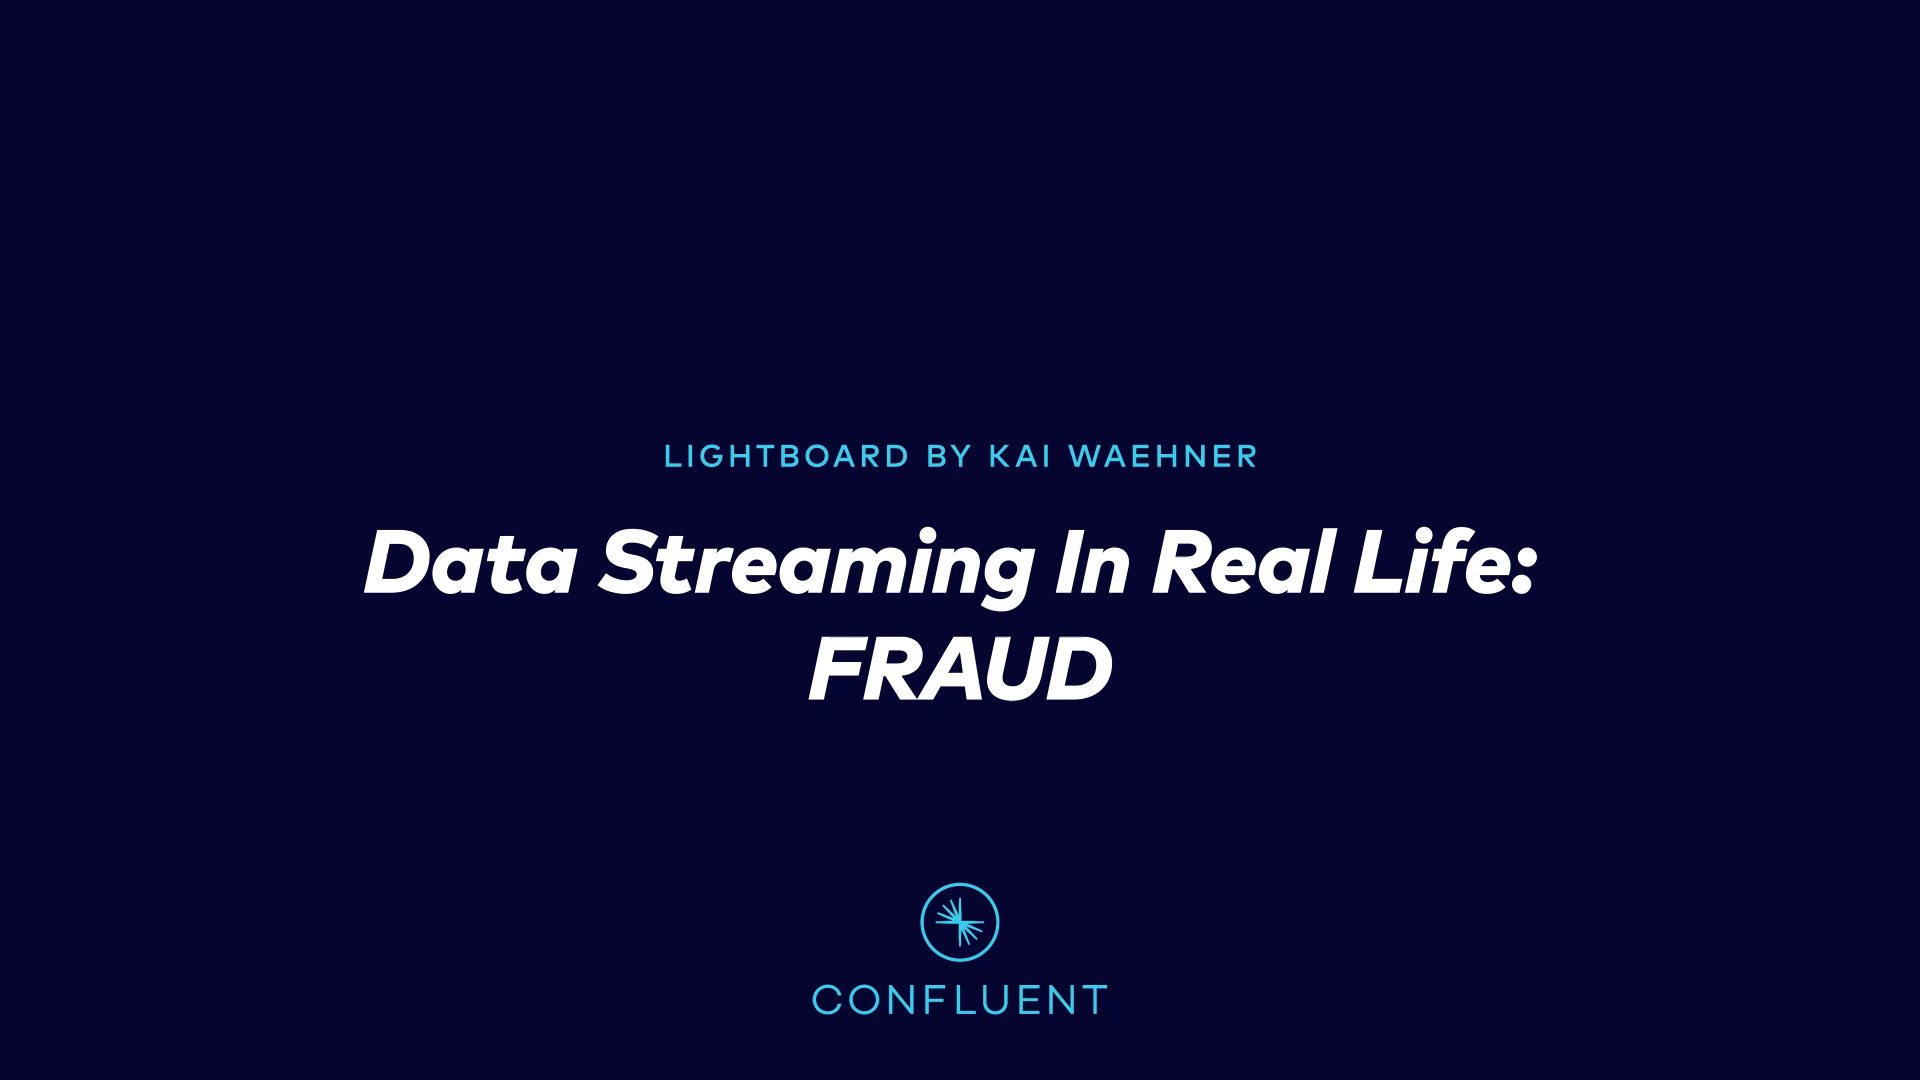 LIGHTBOARD BY KAI WAEHNER
Data Streaming In Real Life:
FRAUD
CONFLUENT